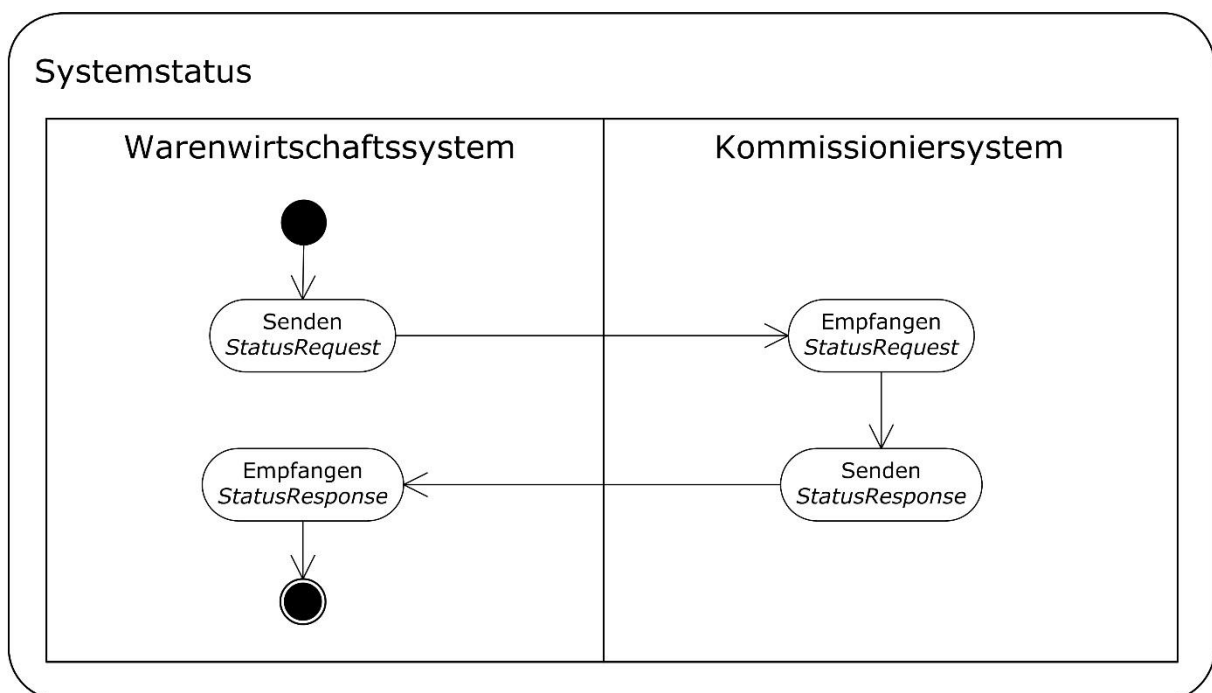 Systemstatus
Warenwirtschaftssystem
Kommissioniersystem
Senden
StatusRequest
Empfangen
StatusRequest
Empfangen
StatusResponse
Senden
StatusResponse